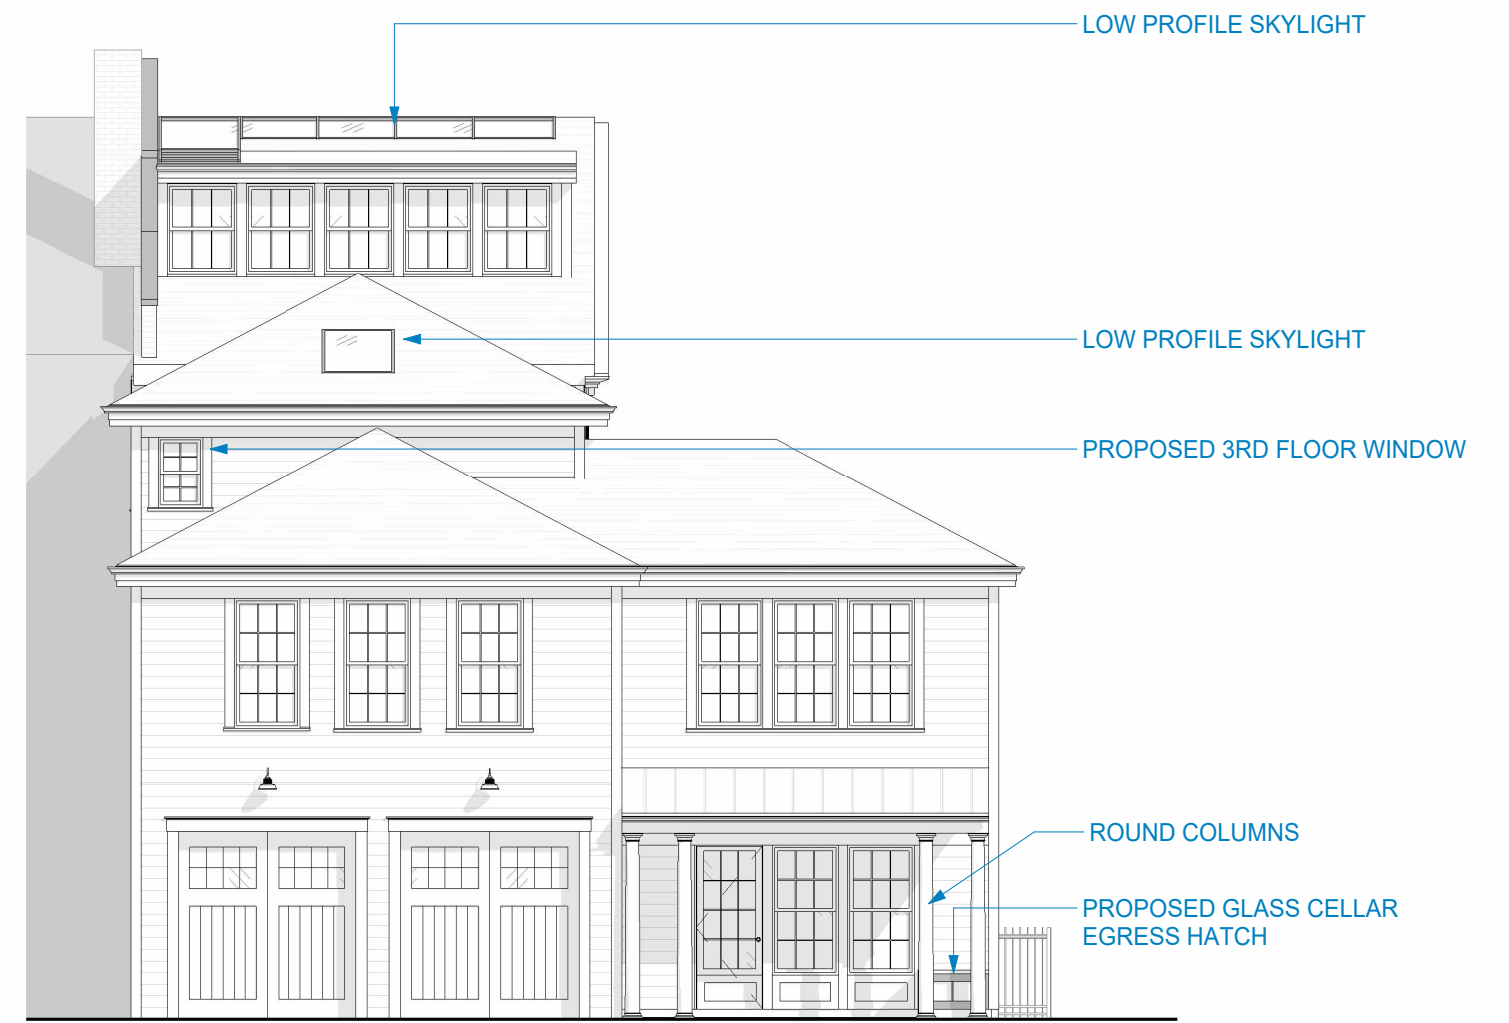 LOW PROFILE SKYLIGHT
LOW PROFILE SKYLIGHT
PROPOSED 3RD FLOOR WINDOW
ROUND COLUMNS
PROPOSED GLASS CELLAR
EGRESS HATCH